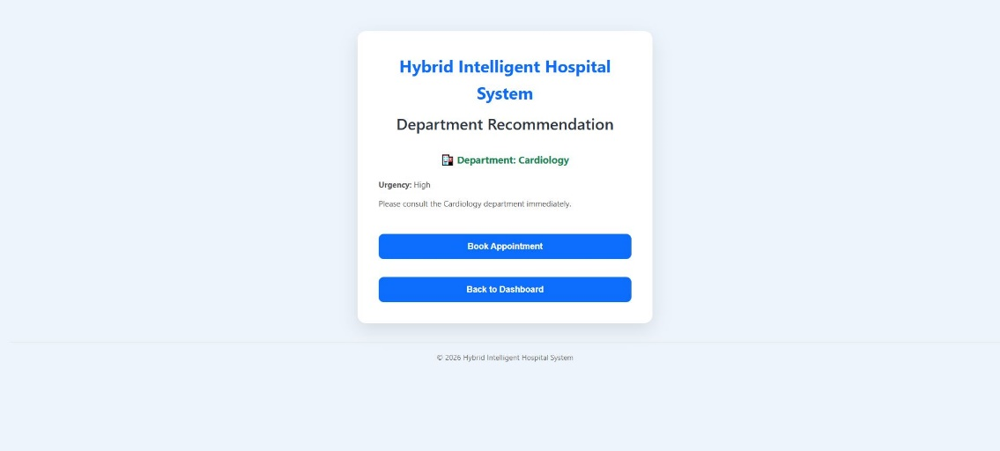 Hybrid Intelligent Hospital
System
Department Recommendation
Department: Cardiology
Urgency: High
Please consult the Cardiology department immediately.
Book Appointment
Back to Dashboard
© 2026 Hybrid Intelligent Hospital System